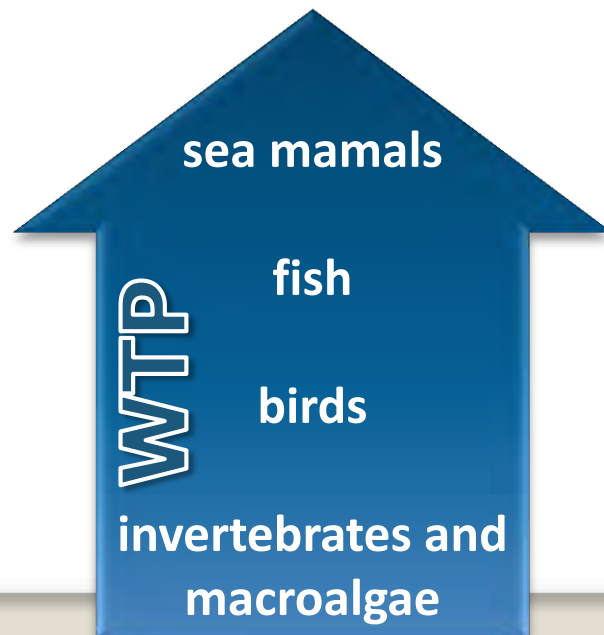 sea mamals
fish
WTP
birds
invertebrates and
macroalgae